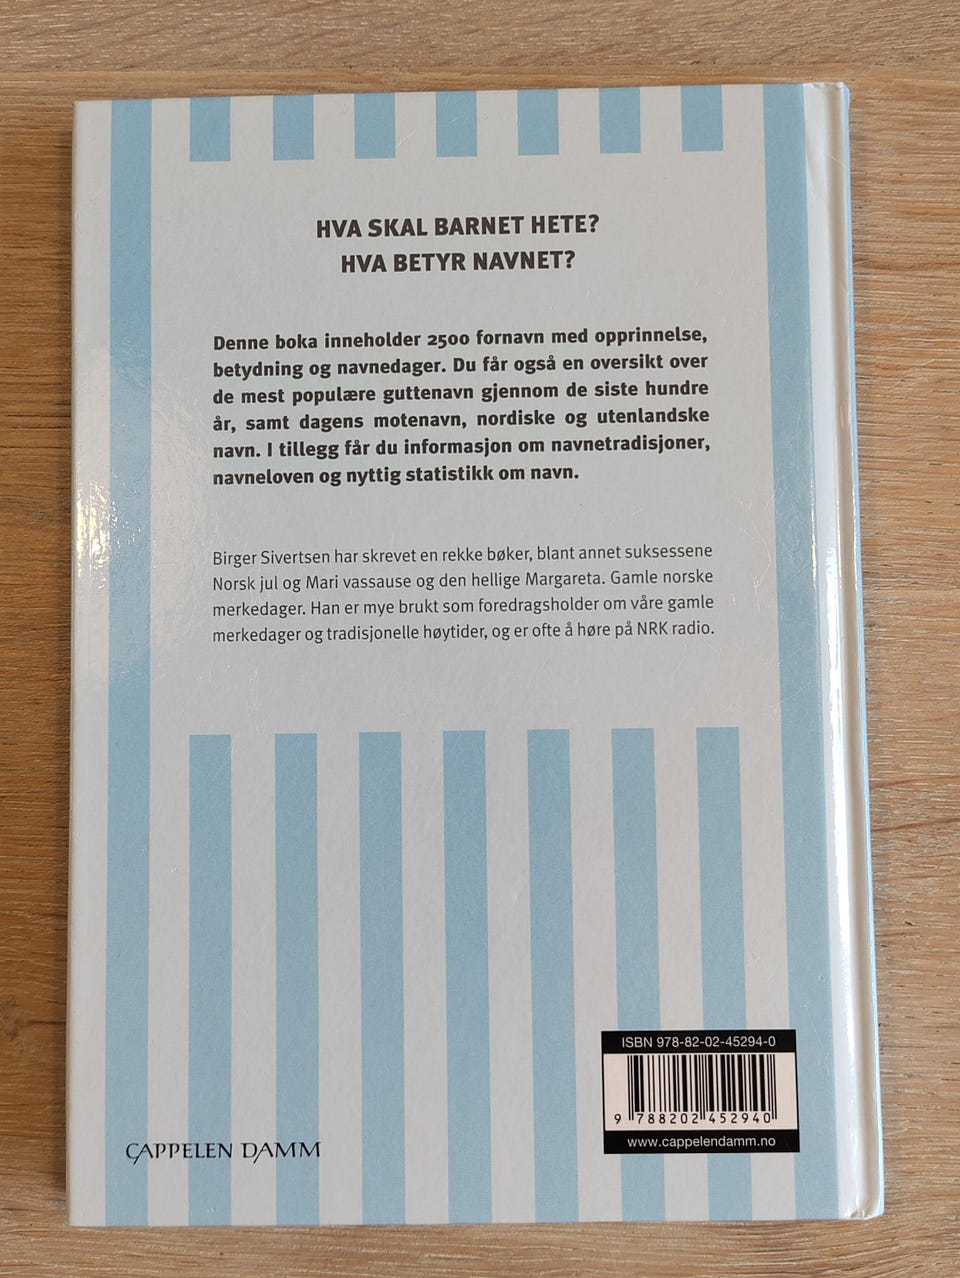 HVA SKAL BARNET HETE?
HVA BETYR NAVNET?
Denne boka inneholder 2500 fornavn med opprinnelse,
betydning og navnedager. Du får også en oversikt over
de mest populære guttenavn gjennom de siste hundre
år, samt dagens motenavn, nordiske og utenlandske
navn. I tillegg får du informasjon om navnetradisjoner,
navneloven og nyttig statistikk om navn.
Birger Sivertsen har skrevet en rekke bøker, blant annet suksessene
Norsk jul og Mari vassause og den hellige Margareta. Gamle norske
merkedager. Han er mye brukt som foredragsholder om våre gamle
merkedager og tradisjonelle høytider, og er ofte å høre på NRK radio.
ISBN 978-82-02-45294-0
9 788202 452940
www.cappelendamm.no
CAPPELEN DAMM